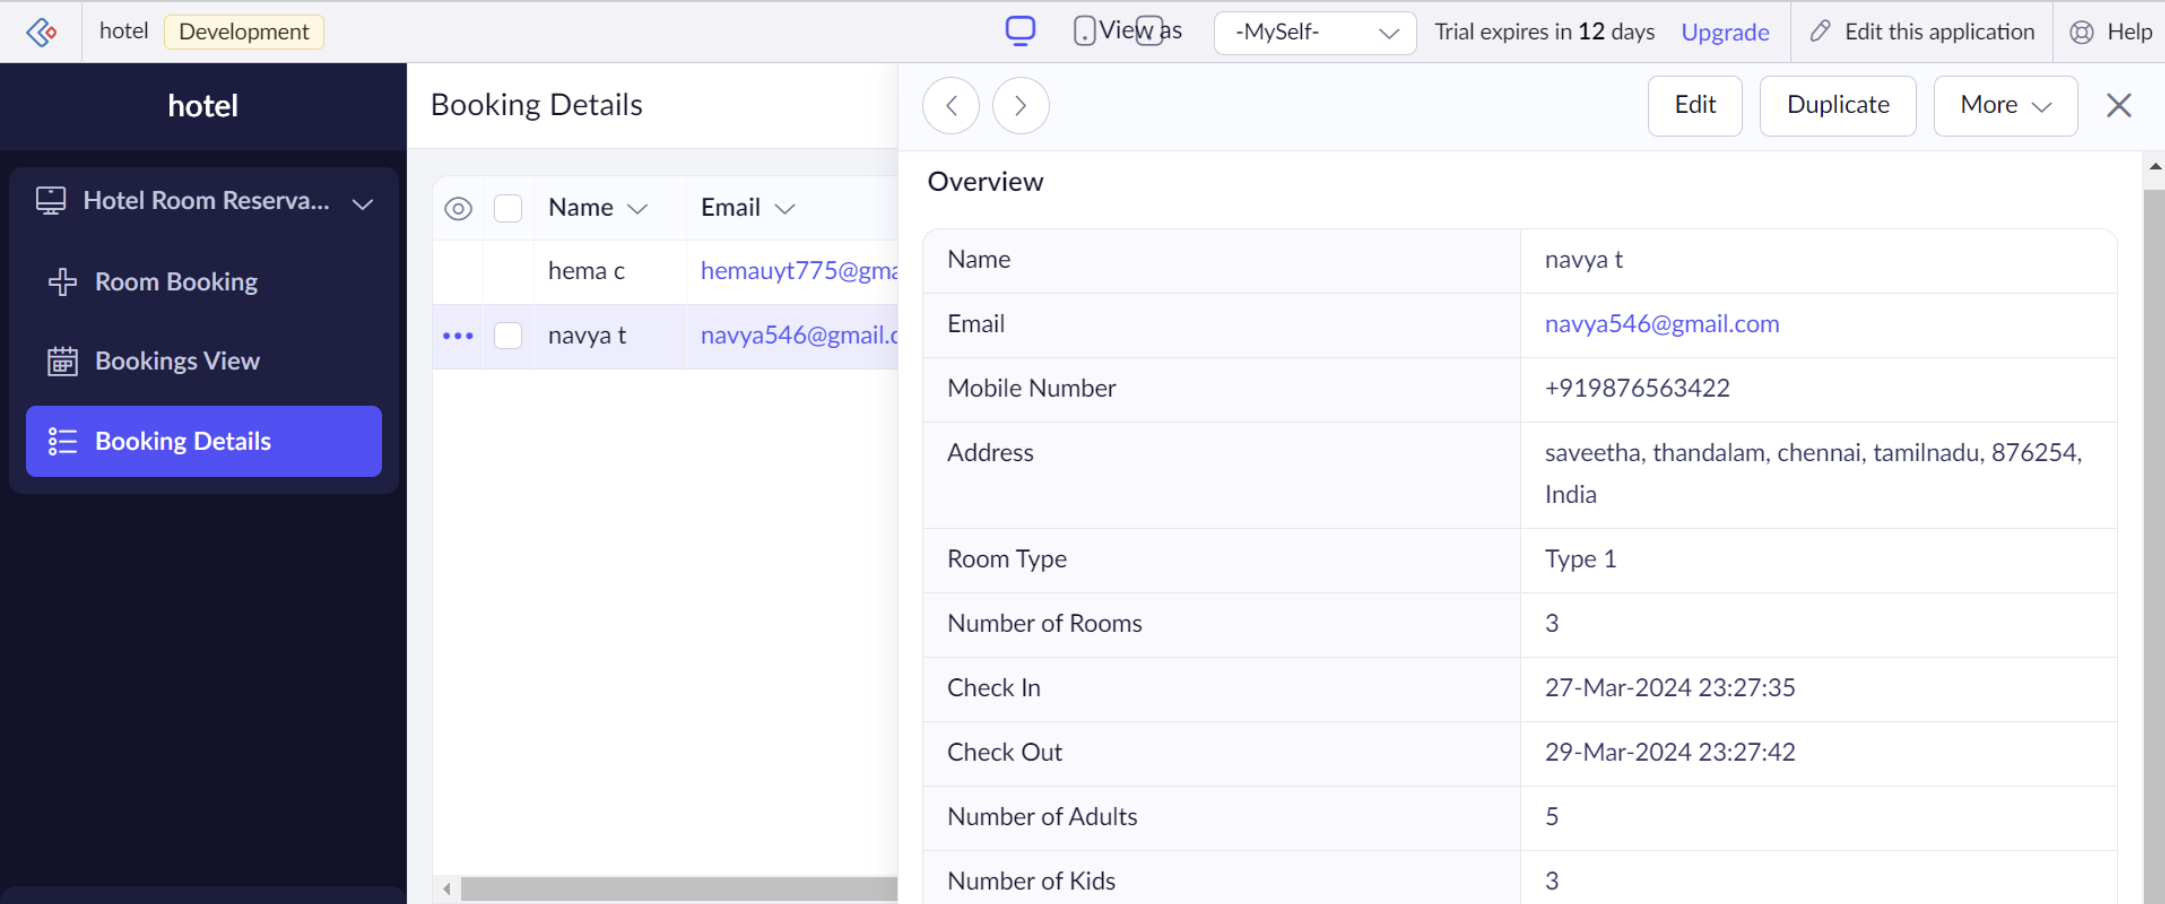 hotel Development View as -MySelf- Trial expires in 12 days Upgrade Edit this application Help
hotel
Hotel Room Reserva...
Room Booking
Bookings View
Booking Details
Booking Details
Name Email
hema c hemauyt775@gma
navya t navya546@gmail.c
Edit Duplicate More
Overview
Name navya t
Email navya546@gmail.com
Mobile Number +919876563422
Address saveetha, thandalam, chennai, tamilnadu, 876254,
India
Room Type Type 1
Number of Rooms 3
Check In 27-Mar-2024 23:27:35
Check Out 29-Mar-2024 23:27:42
Number of Adults 5
Number of Kids 3